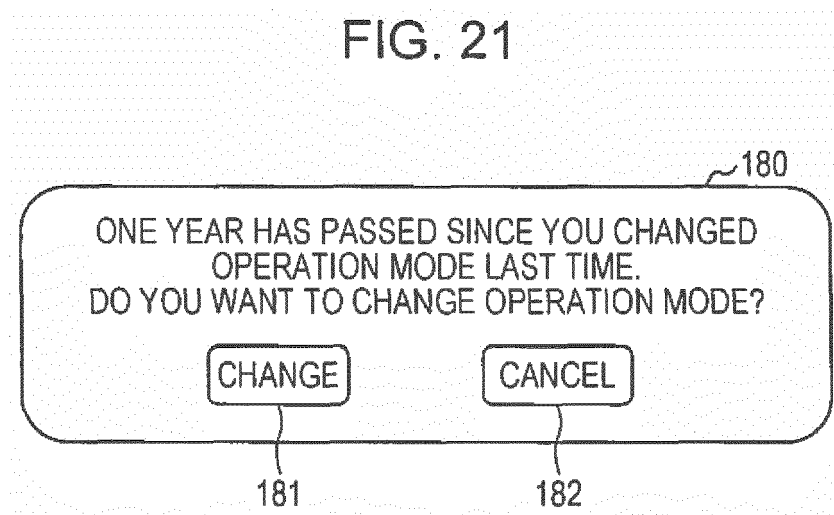 FIG. 21
180
ONE YEAR HAS PASSED SINCE YOU CHANGED
OPERATION MODE LAST TIME.
DO YOU WANT TO CHANGE OPERATION MODE?
CHANGE CANCEL
181 182